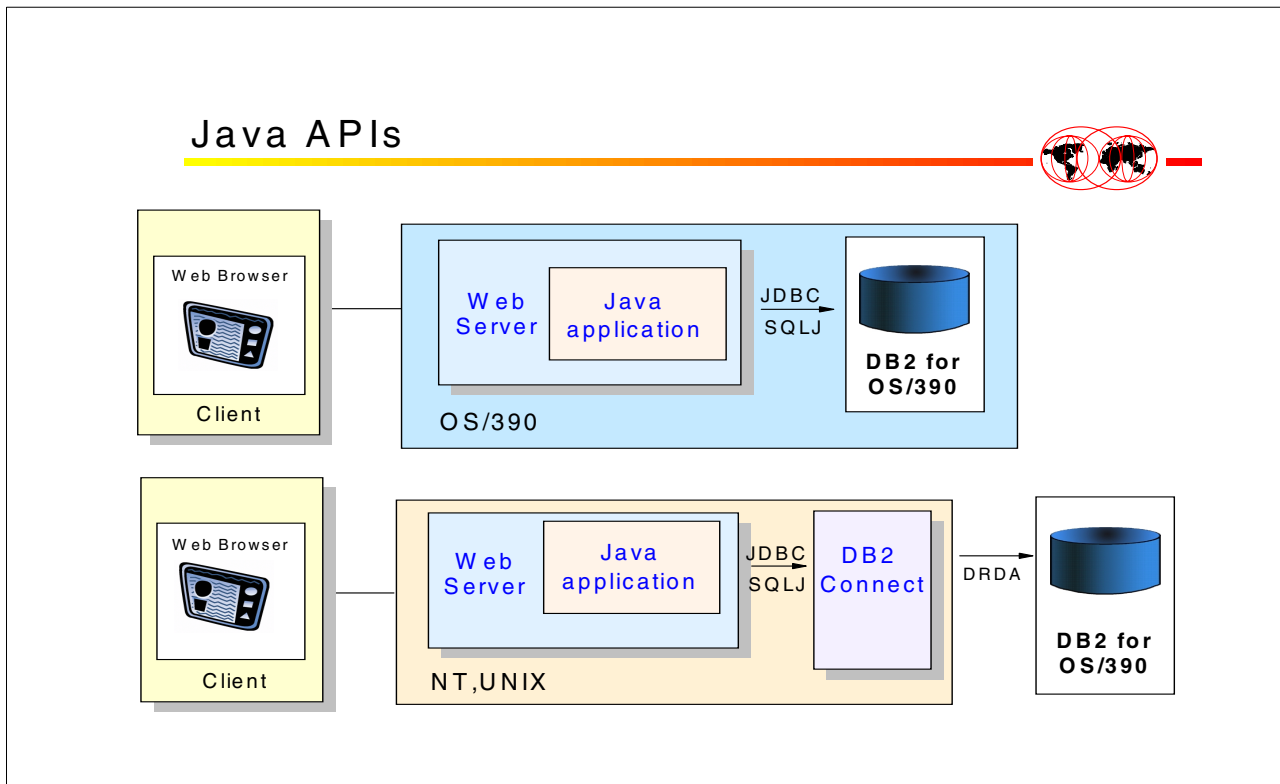 Java APIs
Web Browser
Client
Web
Server
Java
application
OS/390
JDBC
SQLJ
DB2 for
OS/390
Web Browser
Client
Web
Server
Java
application
NT,UNIX
JDBC
SQLJ
DB2
Connect
DRDA
DB2 for
OS/390